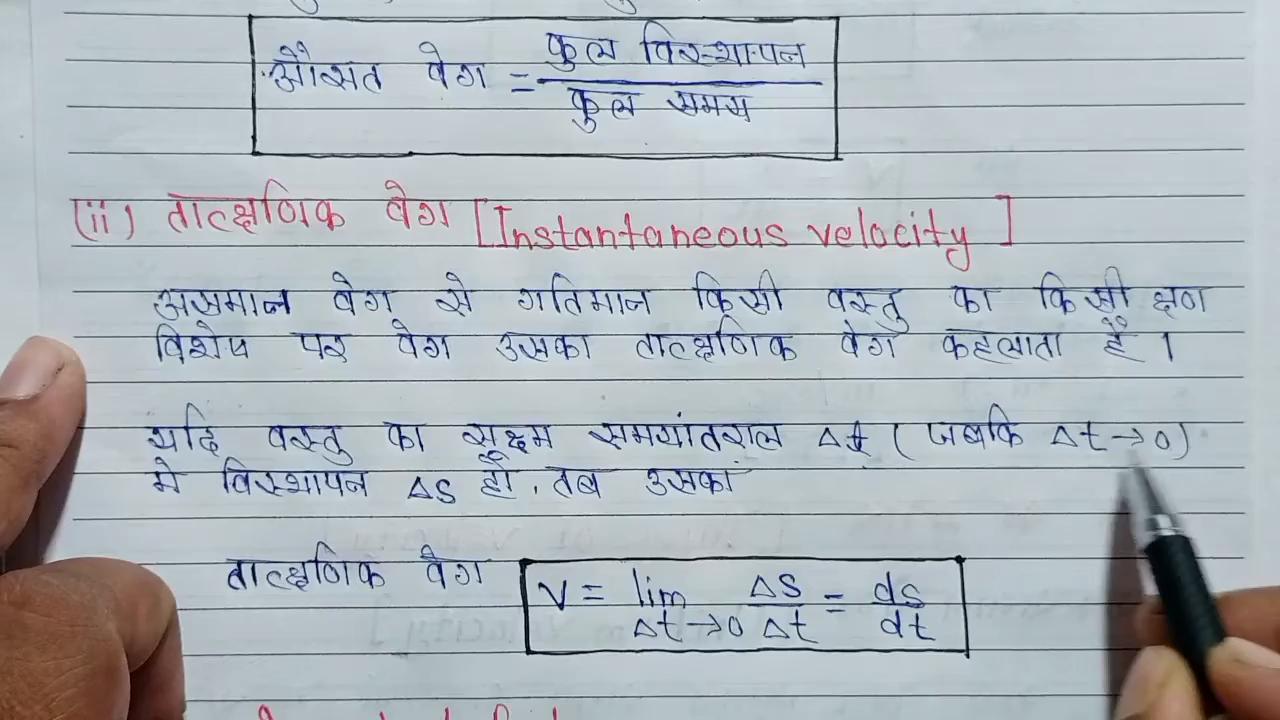 औसत वेग = कुल विस्थापन / कुल समय
(ii) तात्क्षणिक वेग [Instantaneous velocity]
असमान वेग से गतिमान किसी वस्तु का किसी क्षण
विशेष पर वेग उसका तात्क्षणिक वेग कहलाता है ।
यदि वस्तु का सूक्ष्म समयांतराल Δt (जबकि Δt→0)
मे विस्थापन ΔS हो, तब उसका
तात्क्षणिक वेग V = lim Δt→0 ΔS/Δt = ds/dt